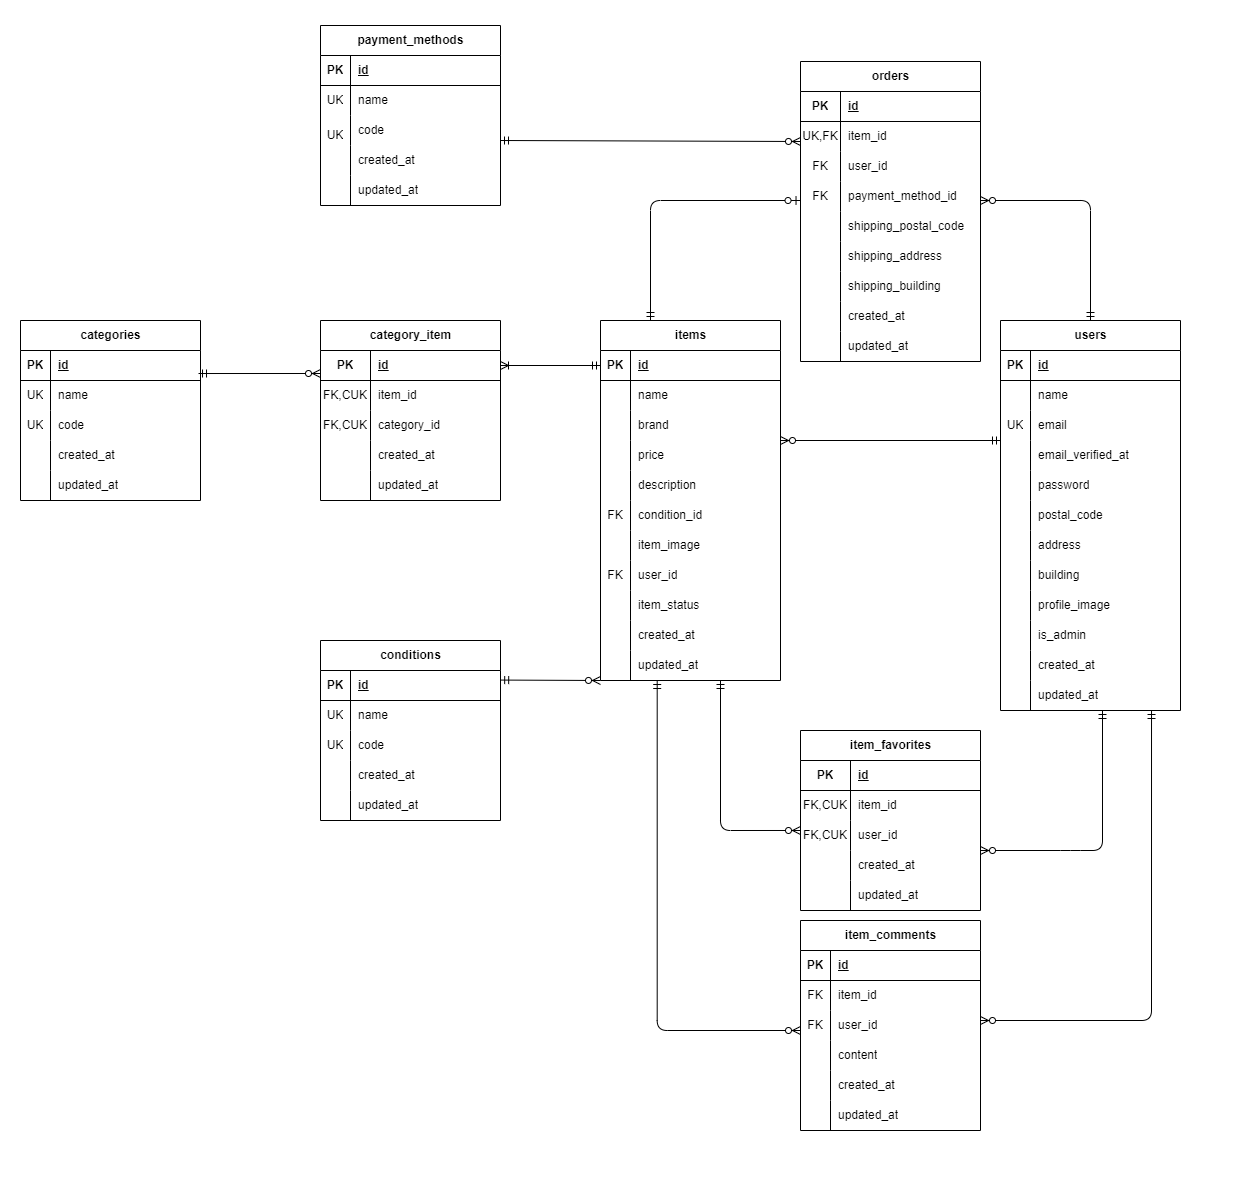 payment_methods
PK id
UK name
UK code
created_at
updated_at
orders
PK id
UK,FK item_id
FK user_id
FK payment_method_id
shipping_postal_code
shipping_address
shipping_building
created_at
updated_at
categories
PK id
UK name
UK code
created_at
updated_at
category_item
PK id
FK,CUK item_id
FK,CUK category_id
created_at
updated_at
items
PK id
name
brand
price
description
FK condition_id
item_image
FK user_id
item_status
created_at
updated_at
users
PK id
name
UK email
email_verified_at
password
postal_code
address
building
profile_image
is_admin
created_at
updated_at
conditions
PK id
UK name
UK code
created_at
updated_at
item_favorites
PK id
FK,CUK item_id
FK,CUK user_id
created_at
updated_at
item_comments
PK id
FK item_id
FK user_id
content
created_at
updated_at